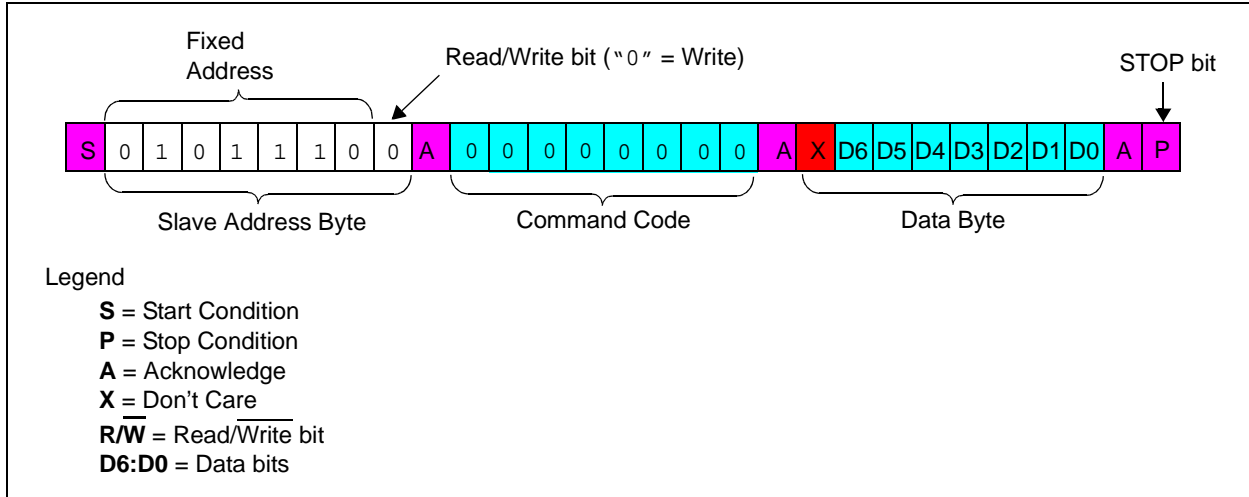 Fixed
Address
Read/Write bit ("0" = Write)
STOP bit
S 0 1 0 1 1 1 0 0 A 0 0 0 0 0 0 0 0 A X D6 D5 D4 D3 D2 D1 D0 A P
Slave Address Byte Command Code Data Byte
Legend
S = Start Condition
P = Stop Condition
A = Acknowledge
X = Don't Care
R/W̅ = Read/W̅r̅i̅t̅e̅ bit
D6:D0 = Data bits